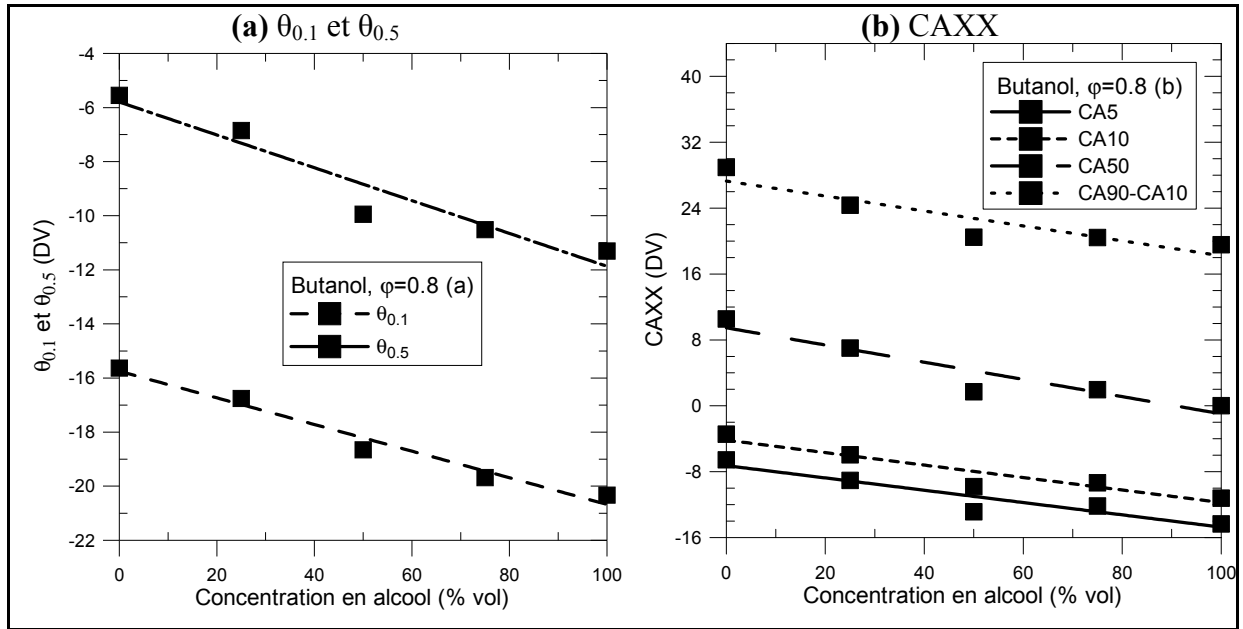 (a) θ0.1 et θ0.5
-4
-6
-8
-10
-12
-14
-16
-18
-20
-22
θ0.1 et θ0.5 (DV)
Butanol, φ=0.8 (a)
θ0.1
θ0.5
0 20 40 60 80 100
Concentration en alcool (% vol)
(b) CAXX
40
32
24
16
8
0
-8
-16
CAXX (DV)
Butanol, φ=0.8 (b)
CA5
CA10
CA50
CA90-CA10
0 20 40 60 80 100
Concentration en alcool (% vol)